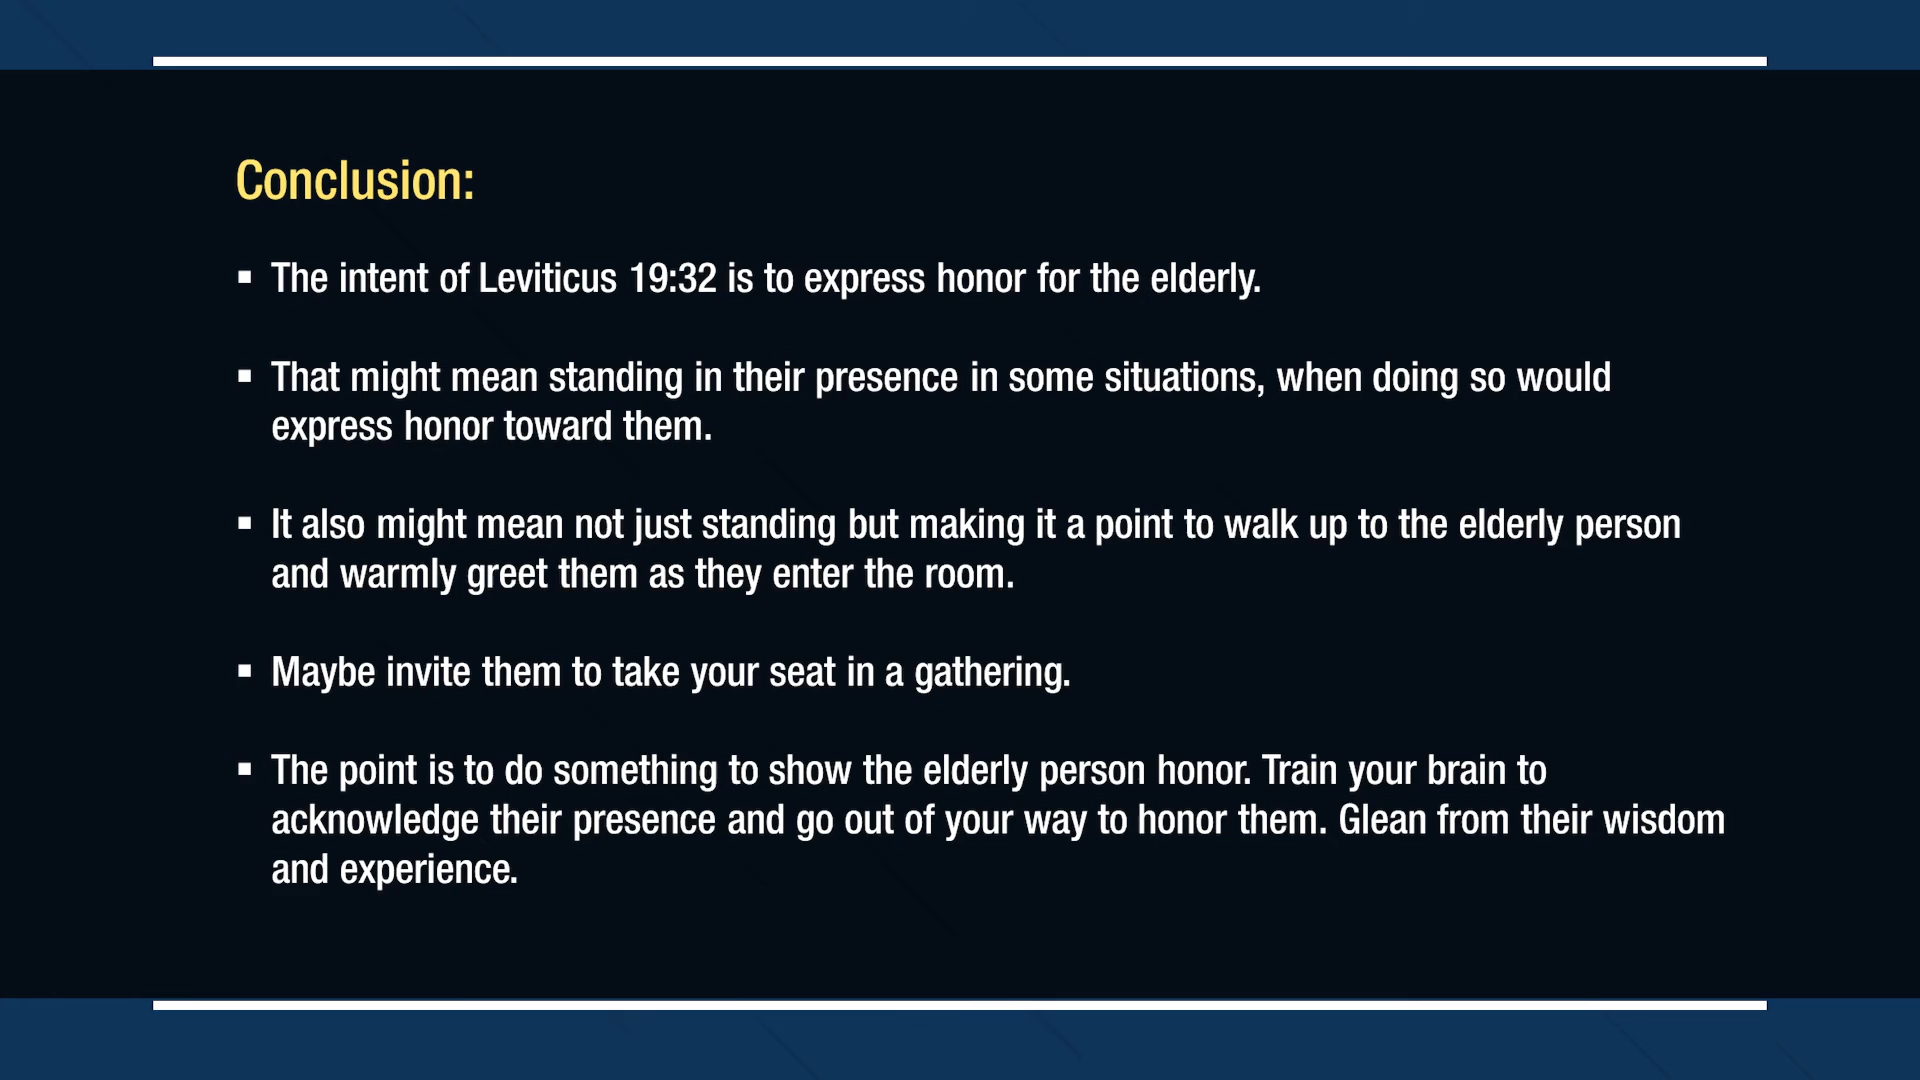 Conclusion:
▪ The intent of Leviticus 19:32 is to express honor for the elderly.
▪ That might mean standing in their presence in some situations, when doing so would
express honor toward them.
▪ It also might mean not just standing but making it a point to walk up to the elderly person
and warmly greet them as they enter the room.
▪ Maybe invite them to take your seat in a gathering.
▪ The point is to do something to show the elderly person honor. Train your brain to
acknowledge their presence and go out of your way to honor them. Glean from their wisdom
and experience.